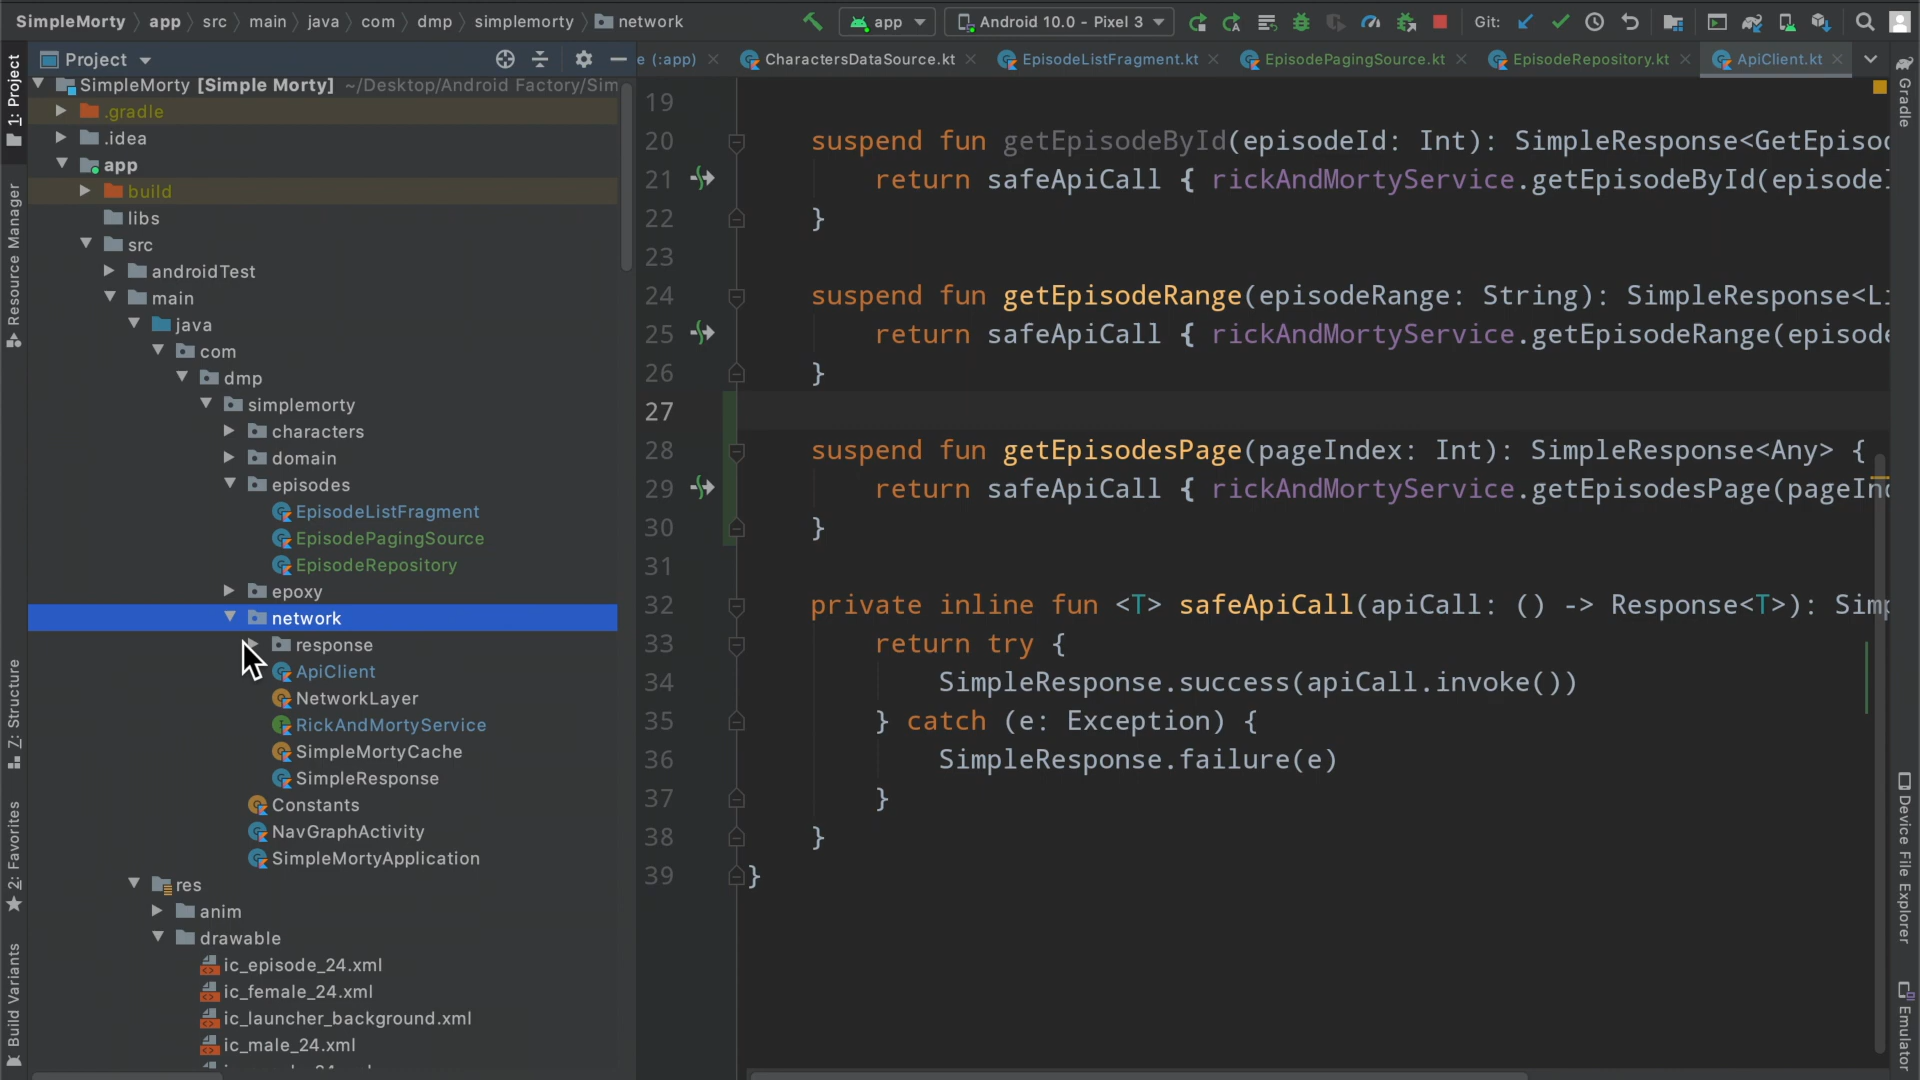 SimpleMorty app src main java com dmp simplemorty network
app
Android 10.0 - Pixel 3
Git:
Project
e (:app)
CharactersDataSource.kt
EpisodeListFragment.kt
EpisodePagingSource.kt
EpisodeRepository.kt
ApiClient.kt
1: Project
Resource Manager
Z: Structure
2: Favorites
Build Variants
SimpleMorty [Simple Morty] ~/Desktop/Android Factory/Sim
.gradle
.idea
app
build
libs
src
androidTest
main
java
com
dmp
simplemorty
characters
domain
episodes
EpisodeListFragment
EpisodePagingSource
EpisodeRepository
epoxy
network
response
ApiClient
NetworkLayer
RickAndMortyService
SimpleMortyCache
SimpleResponse
Constants
NavGraphActivity
SimpleMortyApplication
res
anim
drawable
ic_episode_24.xml
ic_female_24.xml
ic_launcher_background.xml
ic_male_24.xml
19
20 suspend fun getEpisodeById(episodeId: Int): SimpleResponse<GetEpisod
21 return safeApiCall { rickAndMortyService.getEpisodeById(episodeI
22 }
23
24 suspend fun getEpisodeRange(episodeRange: String): SimpleResponse<Li
25 return safeApiCall { rickAndMortyService.getEpisodeRange(episode
26 }
27
28 suspend fun getEpisodesPage(pageIndex: Int): SimpleResponse<Any> {
29 return safeApiCall { rickAndMortyService.getEpisodesPage(pageInd
30 }
31
32 private inline fun <T> safeApiCall(apiCall: () -> Response<T>): Simp
33 return try {
34 SimpleResponse.success(apiCall.invoke())
35 } catch (e: Exception) {
36 SimpleResponse.failure(e)
37 }
38 }
39 }
Gradle
Device File Explorer
Emulator